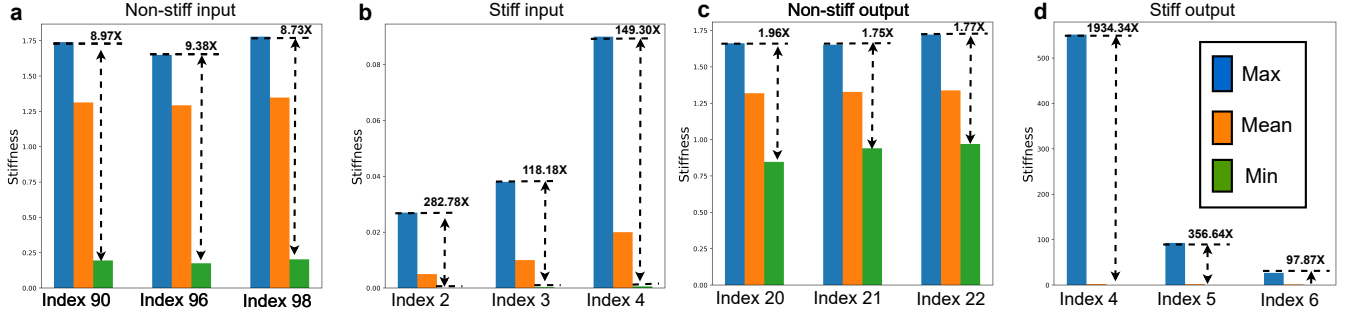 a
Non-stiff input
Stiffness
1.75
1.50
1.25
1.00
0.75
0.50
0.25
0.00
8.97X
9.38X
8.73X
Index 90
Index 96
Index 98
b
Stiff input
Stiffness
0.08
0.06
0.04
0.02
0.00
282.78X
118.18X
149.30X
Index 2
Index 3
Index 4
c
Non-stiff output
Stiffness
1.75
1.50
1.25
1.00
0.75
0.50
0.25
0.00
1.96X
1.75X
1.77X
Index 20
Index 21
Index 22
d
Stiff output
Stiffness
500
400
300
200
100
0
1934.34X
356.64X
97.87X
Index 4
Index 5
Index 6
Max
Mean
Min